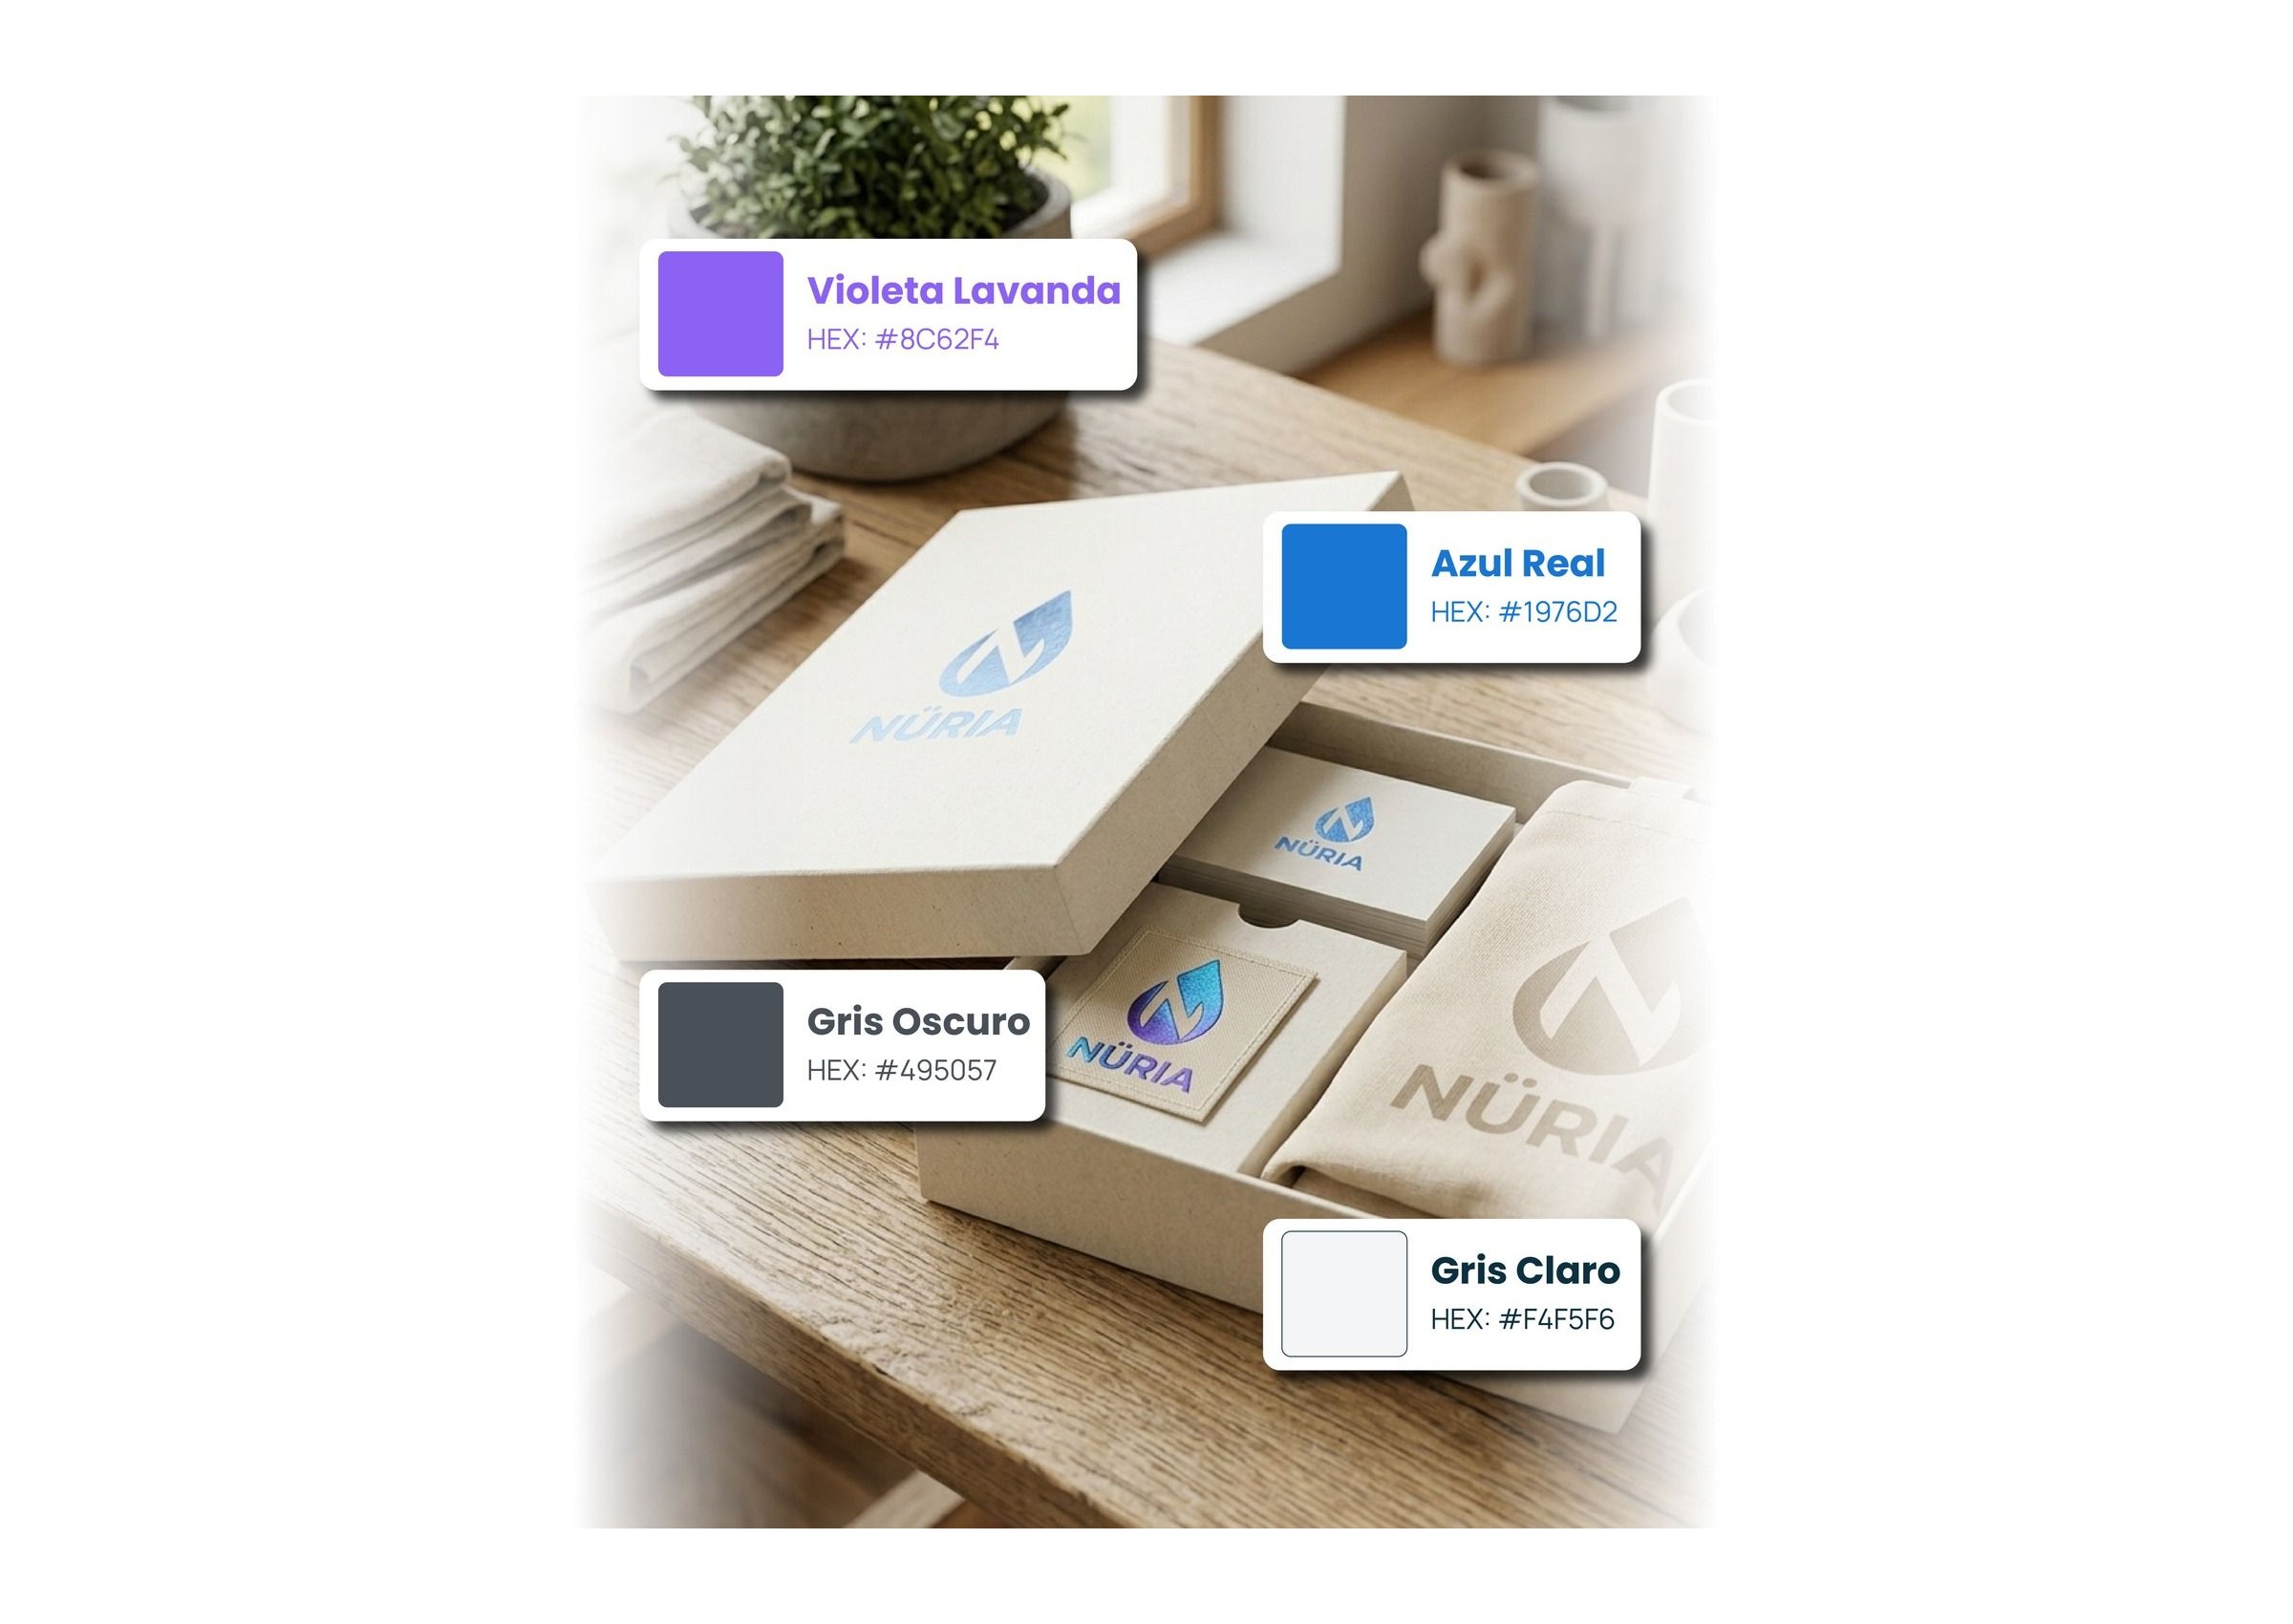 Violeta Lavanda
HEX: #8C62F4
Azul Real
HEX: #1976D2
NÜRIA
NÜRIA
Gris Oscuro
HEX: #495057
NÜRIA
NÜRIA
Gris Claro
HEX: #F4F5F6